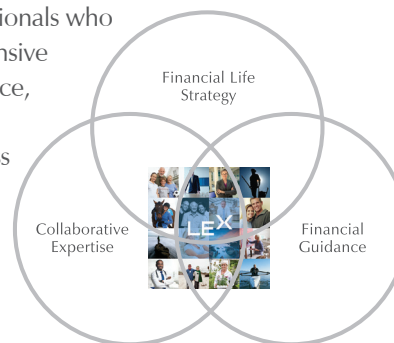 ionals who
nsive
ce,
s
Financial Life
Strategy
Collaborative
Expertise
Financial
Guidance
LEX